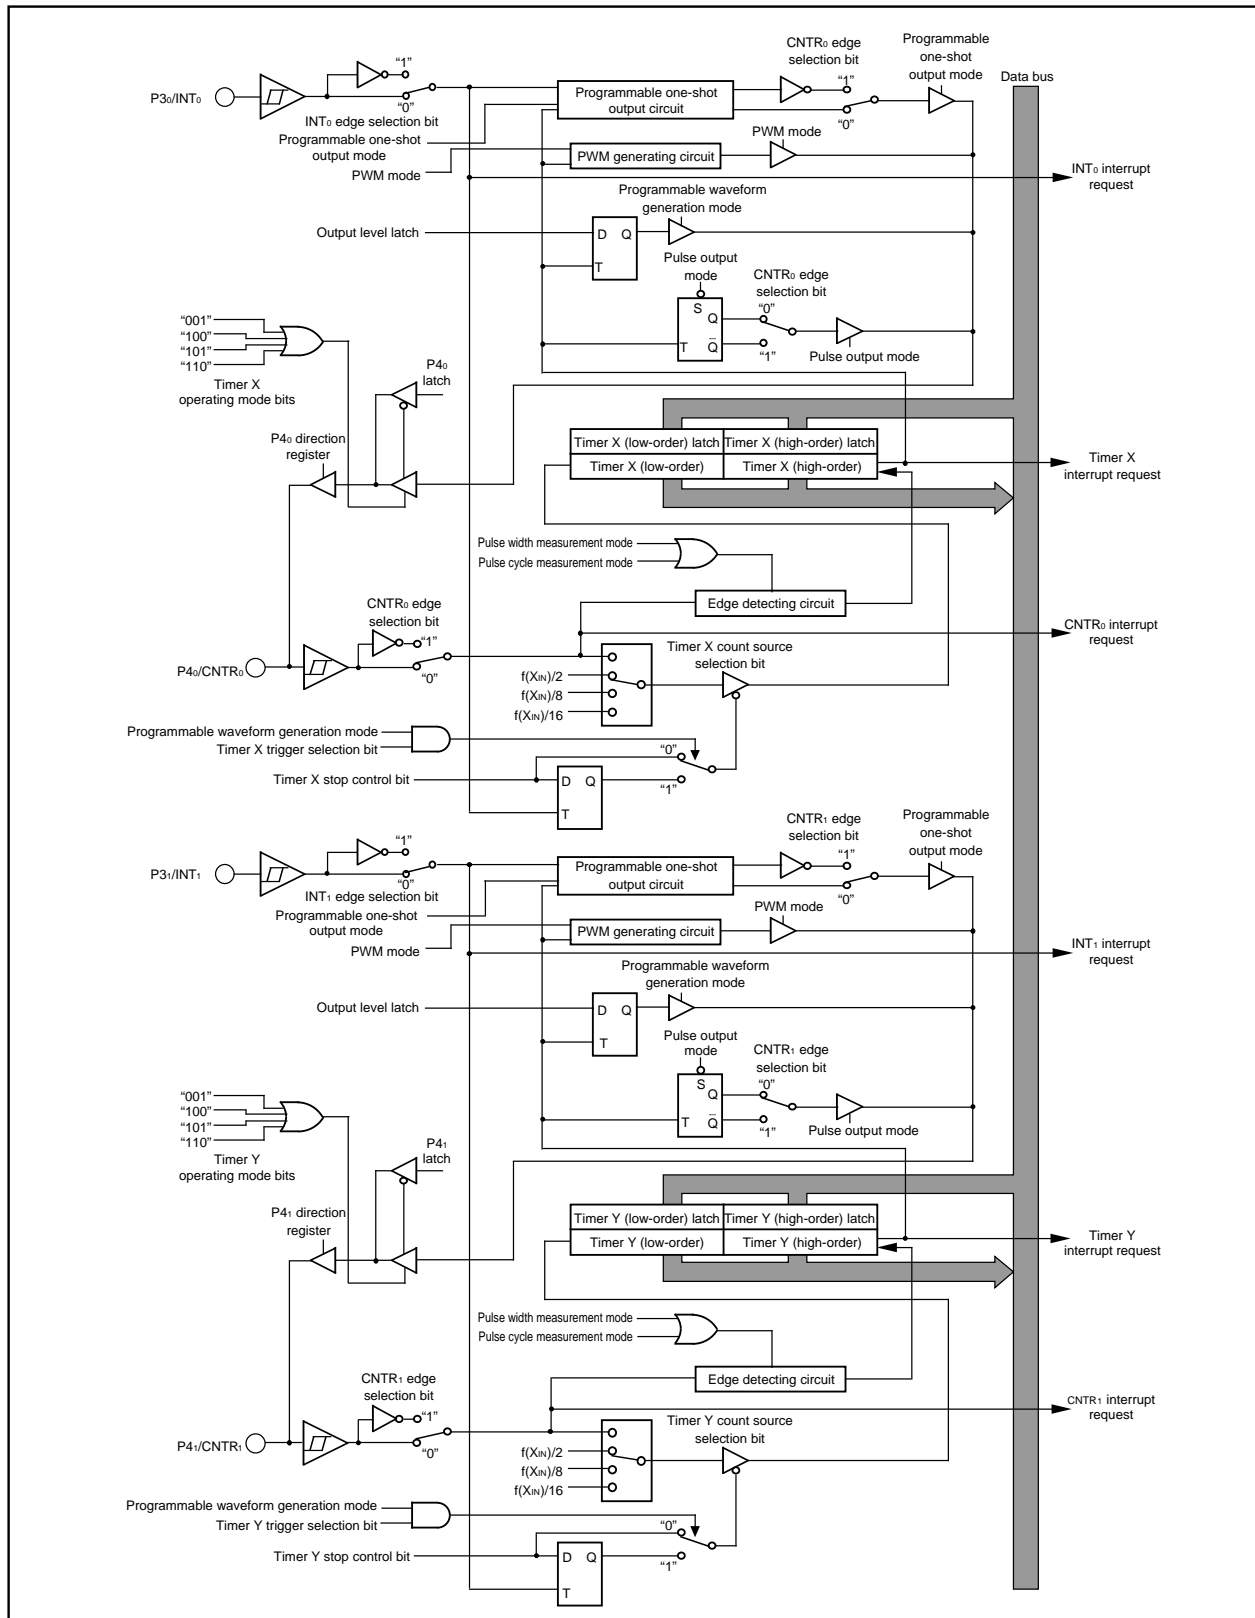 CNTR₀ edge
selection bit
Programmable
one-shot
output mode
Data bus
P3₀/INT₀
“1”
“0”
INT₀ edge selection bit
Programmable one-shot
output circuit
“1”
“0”
Programmable one-shot
output mode
PWM mode
PWM generating circuit
PWM mode
INT₀ interrupt
request
Programmable waveform
generation mode
Output level latch
D Q
T
Pulse output
mode
CNTR₀ edge
selection bit
S
Q
T Q̅
“0”
“1”
Pulse output mode
“001”
“100”
“101”
“110”
Timer X
operating mode bits
P4₀
latch
P4₀ direction
register
Timer X (low-order) latch
Timer X (high-order) latch
Timer X (low-order)
Timer X (high-order)
Timer X
interrupt request
Pulse width measurement mode
Pulse cycle measurement mode
Edge detecting circuit
CNTR₀ edge
selection bit
“1”
“0”
P4₀/CNTR₀
CNTR₀ interrupt
request
Timer X count source
selection bit
f(XIN)/2
f(XIN)/8
f(XIN)/16
Programmable waveform generation mode
Timer X trigger selection bit
Timer X stop control bit
“0”
“1”
D Q
T
CNTR₁ edge
selection bit
Programmable
one-shot
output mode
P3₁/INT₁
“1”
“0”
INT₁ edge selection bit
Programmable one-shot
output circuit
“1”
“0”
Programmable one-shot
output mode
PWM mode
PWM generating circuit
PWM mode
INT₁ interrupt
request
Programmable waveform
generation mode
Output level latch
D Q
T
Pulse output
mode
CNTR₁ edge
selection bit
S
Q
T Q̅
“0”
“1”
Pulse output mode
“001”
“100”
“101”
“110”
Timer Y
operating mode bits
P4₁
latch
P4₁ direction
register
Timer Y (low-order) latch
Timer Y (high-order) latch
Timer Y (low-order)
Timer Y (high-order)
Timer Y
interrupt request
Pulse width measurement mode
Pulse cycle measurement mode
Edge detecting circuit
CNTR₁ edge
selection bit
“1”
“0”
P4₁/CNTR₁
CNTR₁ interrupt
request
Timer Y count source
selection bit
f(XIN)/2
f(XIN)/8
f(XIN)/16
Programmable waveform generation mode
Timer Y trigger selection bit
Timer Y stop control bit
“0”
“1”
D Q
T